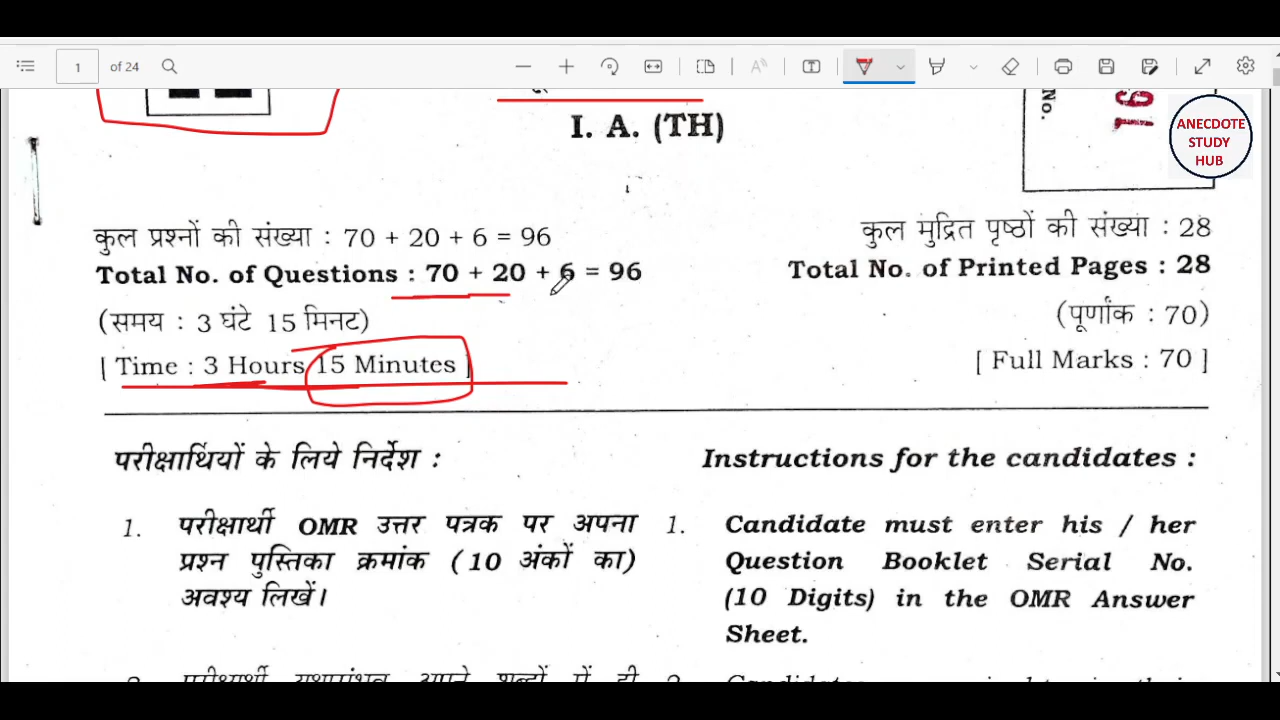 1 of 24
No.
ANECDOTE
STUDY
HUB
I. A. (TH)
कुल प्रश्नों की संख्या : 70 + 20 + 6 = 96
Total No. of Questions : 70 + 20 + 6 = 96
(समय : 3 घंटे 15 मिनट)
[ Time : 3 Hours 15 Minutes ]
कुल मुद्रित पृष्ठों की संख्या : 28
Total No. of Printed Pages : 28
(पूर्णांक : 70)
[ Full Marks : 70 ]
परीक्षार्थियों के लिये निर्देश :
1. परीक्षार्थी OMR उत्तर पत्रक पर अपना
प्रश्न पुस्तिका क्रमांक (10 अंकों का)
अवश्य लिखें।
Instructions for the candidates :
1. Candidate must enter his / her
Question Booklet Serial No.
(10 Digits) in the OMR Answer
Sheet.